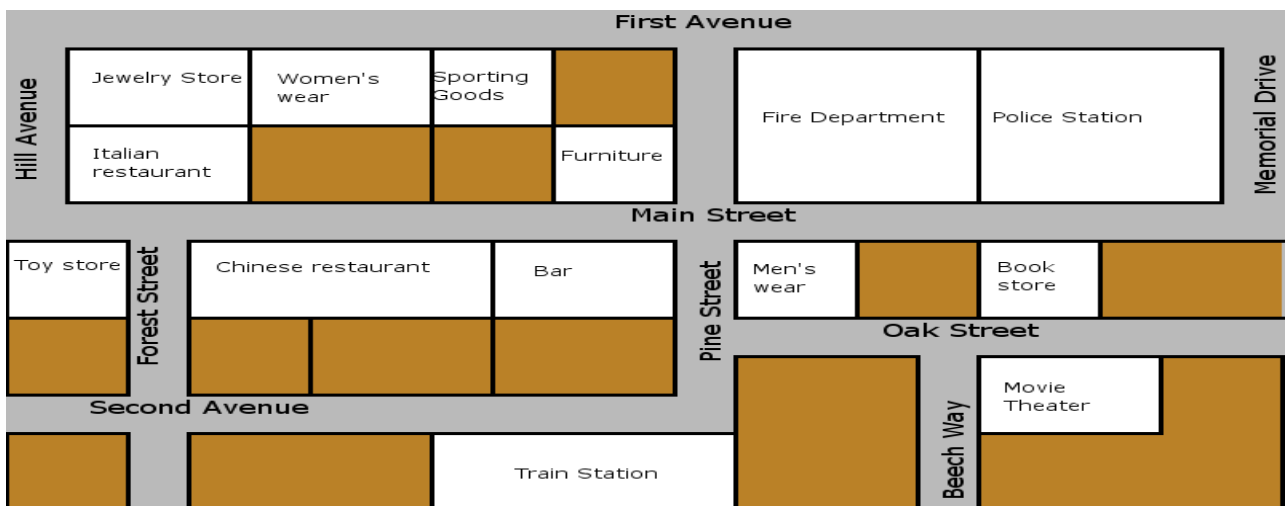 First Avenue
Hill Avenue
Jewelry Store
Women's
wear
Sporting
Goods
Fire Department
Police Station
Memorial Drive
Italian
restaurant
Furniture
Main Street
Toy store
Forest Street
Chinese restaurant
Bar
Pine Street
Men's
wear
Book
store
Oak Street
Second Avenue
Beech Way
Movie
Theater
Train Station